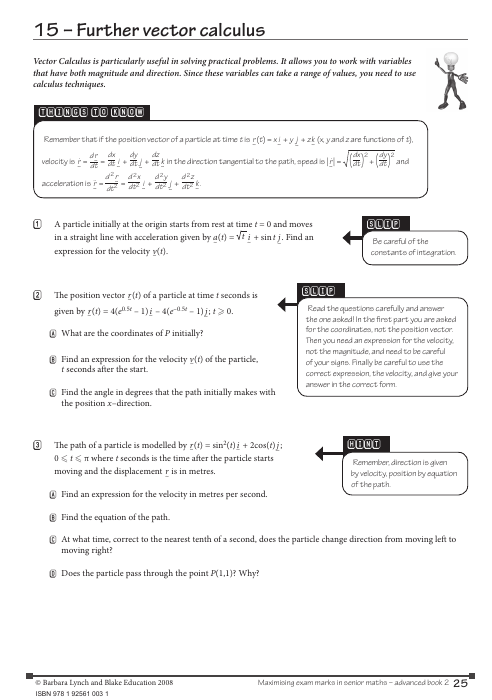 15 – Further vector calculus
Vector Calculus is particularly useful in solving practical problems. It allows you to work with variables
that have both magnitude and direction. Since these variables can take a range of values, you need to use
calculus techniques.
THINGS TO KNOW
Remember that if the position vector of a particle at time t is r(t) = x i + y j + zk (x y and z are functions of t),
velocity is ṙ = dr/dt = dx/dt i + dy/dt j + dz/dt k in the direction tangential to the path, speed is |ṙ| = √((dx/dt)² + (dy/dt)²) and
acceleration is r̈ = d²r/dt² = d²x/dt² i + d²y/dt² j + d²z/dt² k.
1 A particle initially at the origin starts from rest at time t = 0 and moves
in a straight line with acceleration given by a(t) = √t i + sin t j. Find an
expression for the velocity v(t).
SLIP
Be careful of the
constants of integration.
2 The position vector r(t) of a particle at time t seconds is
given by r(t) = 4(e^0.5t – 1)i – 4(e^–0.5t – 1)j; t ⩾ 0.
A What are the coordinates of P initially?
B Find an expression for the velocity v(t) of the particle,
t seconds after the start.
C Find the angle in degrees that the path initially makes with
the position x–direction.
SLIP
Read the questions carefully and answer
the one asked! In the first part you are asked
for the coordinates, not the position vector.
Then you need an expression for the velocity,
not the magnitude, and need to be careful
of your signs. Finally be careful to use the
correct expression, the velocity, and give your
answer in the correct form.
3 The path of a particle is modelled by r(t) = sin²(t) i + 2cos(t) j;
0 ⩽ t ⩽ π where t seconds is the time after the particle starts
moving and the displacement r is in metres.
HINT
Remember, direction is given
by velocity, position by equation
of the path.
A Find an expression for the velocity in metres per second.
B Find the equation of the path.
C At what time, correct to the nearest tenth of a second, does the particle change direction from moving left to
moving right?
D Does the particle pass through the point P(1,1)? Why?
© Barbara Lynch and Blake Education 2008
Maximising exam marks in senior maths – advanced book 2 25
ISBN 978 1 92561 003 1